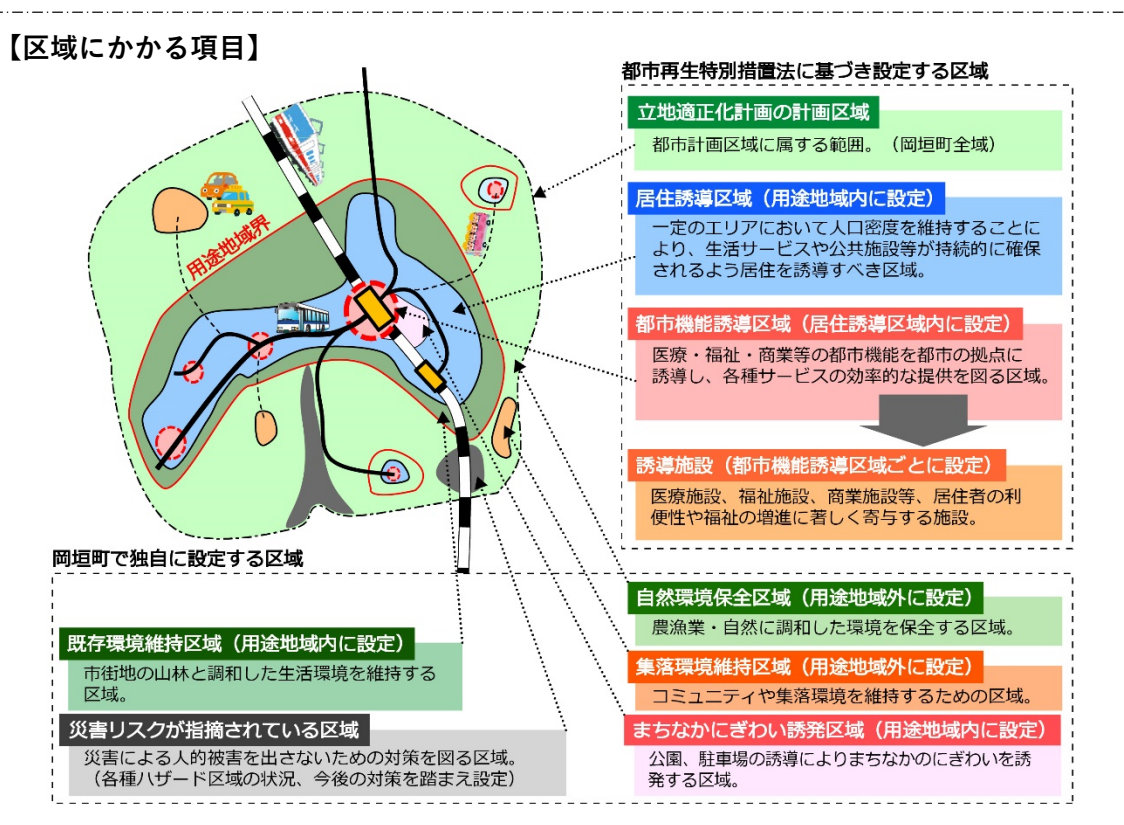 【区域にかかる項目】
用途地域界
都市再生特別措置法に基づき設定する区域
立地適正化計画の計画区域
都市計画区域に属する範囲。（岡垣町全域）
居住誘導区域（用途地域内に設定）
一定のエリアにおいて人口密度を維持することに
より、生活サービスや公共施設等が持続的に確保
されるよう居住を誘導すべき区域。
都市機能誘導区域（居住誘導区域内に設定）
医療・福祉・商業等の都市機能を都市の拠点に
誘導し、各種サービスの効率的な提供を図る区域。
誘導施設（都市機能誘導区域ごとに設定）
医療施設、福祉施設、商業施設等、居住者の利
便性や福祉の増進に著しく寄与する施設。
岡垣町で独自に設定する区域
既存環境維持区域（用途地域内に設定）
市街地の山林と調和した生活環境を維持する
区域。
災害リスクが指摘されている区域
災害による人的被害を出さないための対策を図る区域。
（各種ハザード区域の状況、今後の対策を踏まえ設定）
自然環境保全区域（用途地域外に設定）
農漁業・自然に調和した環境を保全する区域。
集落環境維持区域（用途地域外に設定）
コミュニティや集落環境を維持するための区域。
まちなかにぎわい誘発区域（用途地域内に設定）
公園、駐車場の誘導によりまちなかのにぎわいを誘
発する区域。